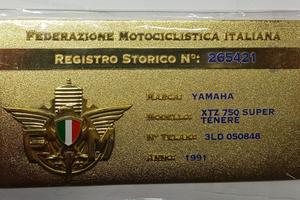 Federazione Motociclistica Italiana
Registro Storico N°: 265421
Marca: YAMAHA
Modello: XTZ 750 SUPER
TENERE
N° Telaio: 3LD 050848
Anno: 1991
F M